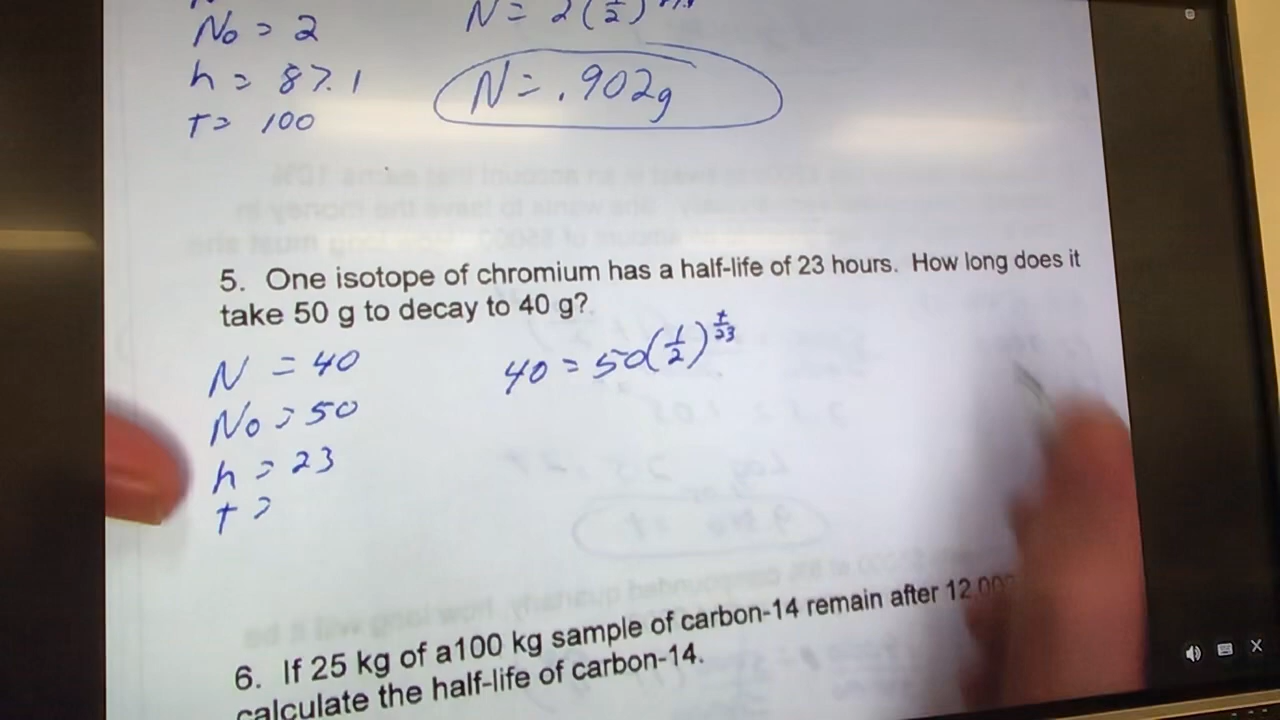 No = 2
N = 2(1/2)
h = 87.1
N = .902g
T = 100
5. One isotope of chromium has a half-life of 23 hours. How long does it
take 50 g to decay to 40 g?
N = 40
40 = 50(1/2)^t/23
No = 50
h = 23
T =
6. If 25 kg of a100 kg sample of carbon-14 remain after 12
calculate the half-life of carbon-14.